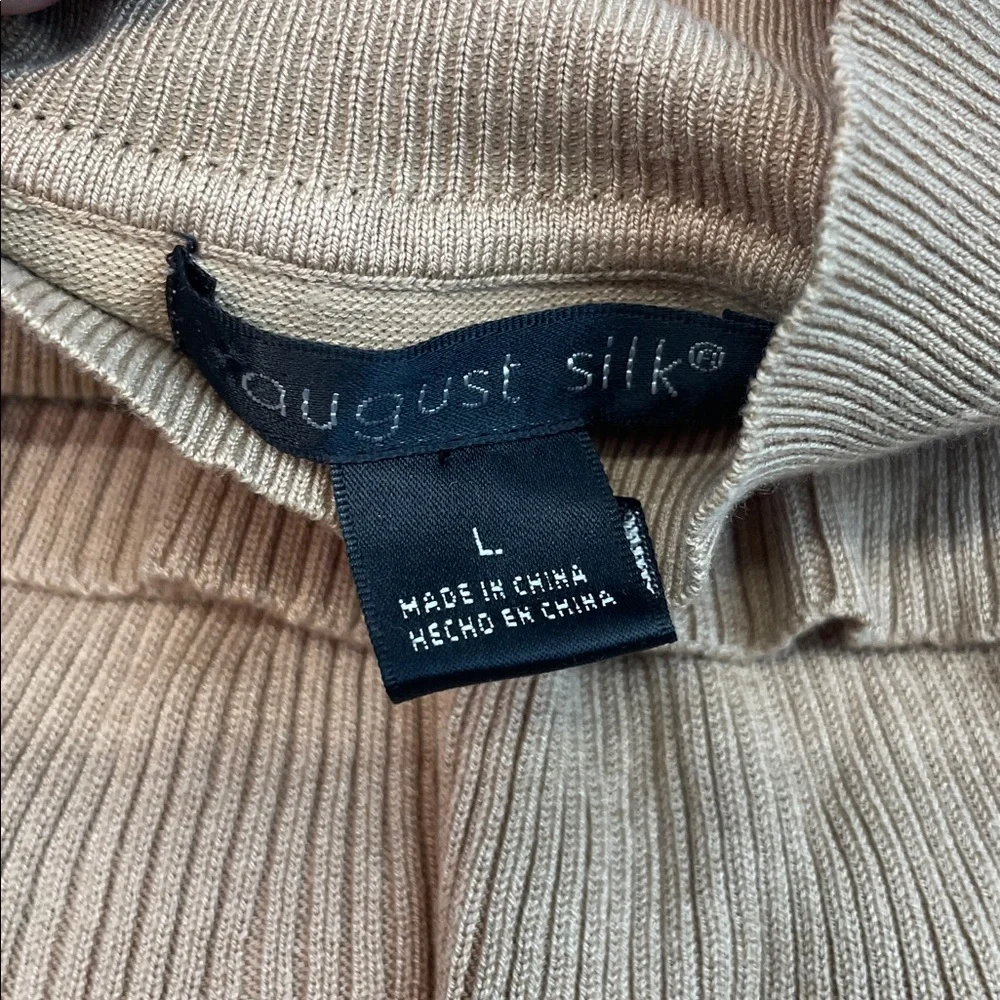 august silk®
L.
MADE IN CHINA
HECHO EN CHINA